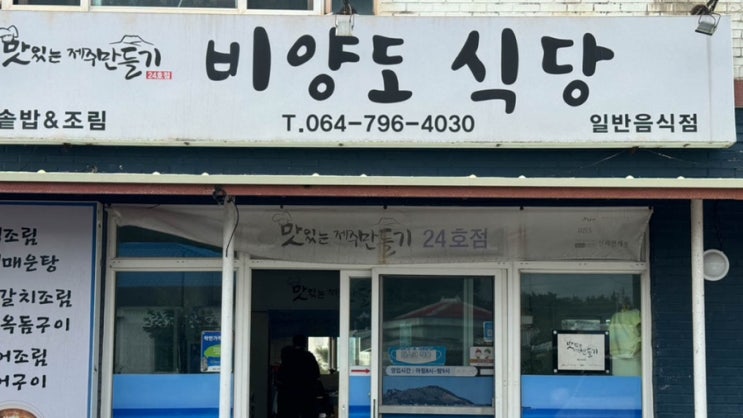 맛있는 제주만들기
24호점
비양도 식당
솥밥&조림
T.064-796-4030
일반음식점
맛있는 제주만들기 24호점
조림
매운탕
갈치조림
옥돔구이
조림
구이